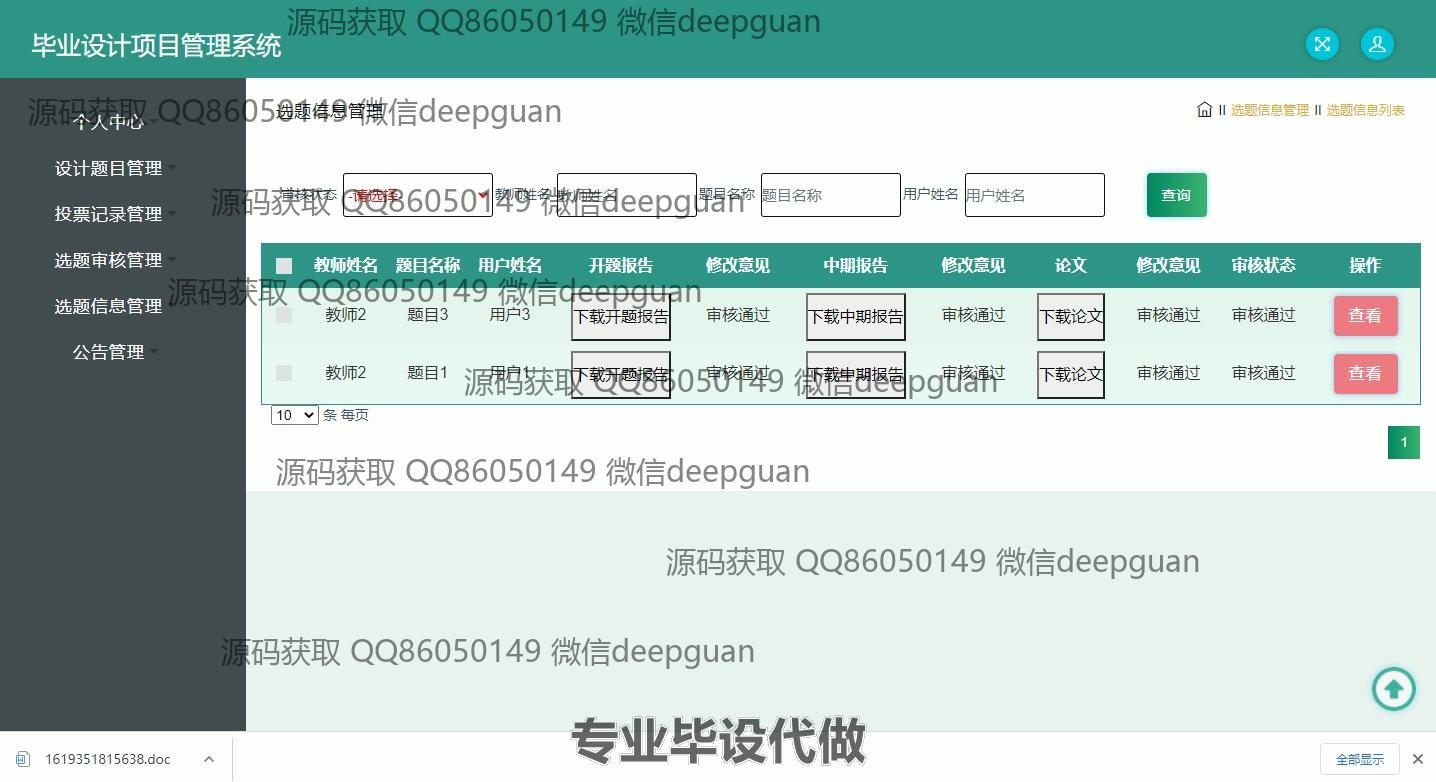 源码获取 QQ86050149 微信deepguan
毕业设计项目管理系统
源码获取 QQ86050149 微信deepguan
个人中心
选题信息管理
选题信息管理 选题信息列表
设计题目管理
审核状态 -请选择- 教师姓名 教师姓名 题目名称 题目名称 用户姓名 用户姓名 查询
源码获取 QQ86050149 微信deepguan
投票记录管理
选题审核管理
教师姓名 题目名称 用户姓名 开题报告 修改意见 中期报告 修改意见 论文 修改意见 审核状态 操作
源码获取 QQ86050149 微信deepguan
选题信息管理
教师2 题目3 用户3 下载开题报告 审核通过 下载中期报告 审核通过 下载论文 审核通过 审核通过 查看
公告管理
教师2 题目1 用户1 下载开题报告 审核通过 下载中期报告 审核通过 下载论文 审核通过 审核通过 查看
源码获取 QQ86050149 微信deepguan
10 条 每页
1
源码获取 QQ86050149 微信deepguan
源码获取 QQ86050149 微信deepguan
源码获取 QQ86050149 微信deepguan
专业毕设代做
1619351815638.doc
全部显示